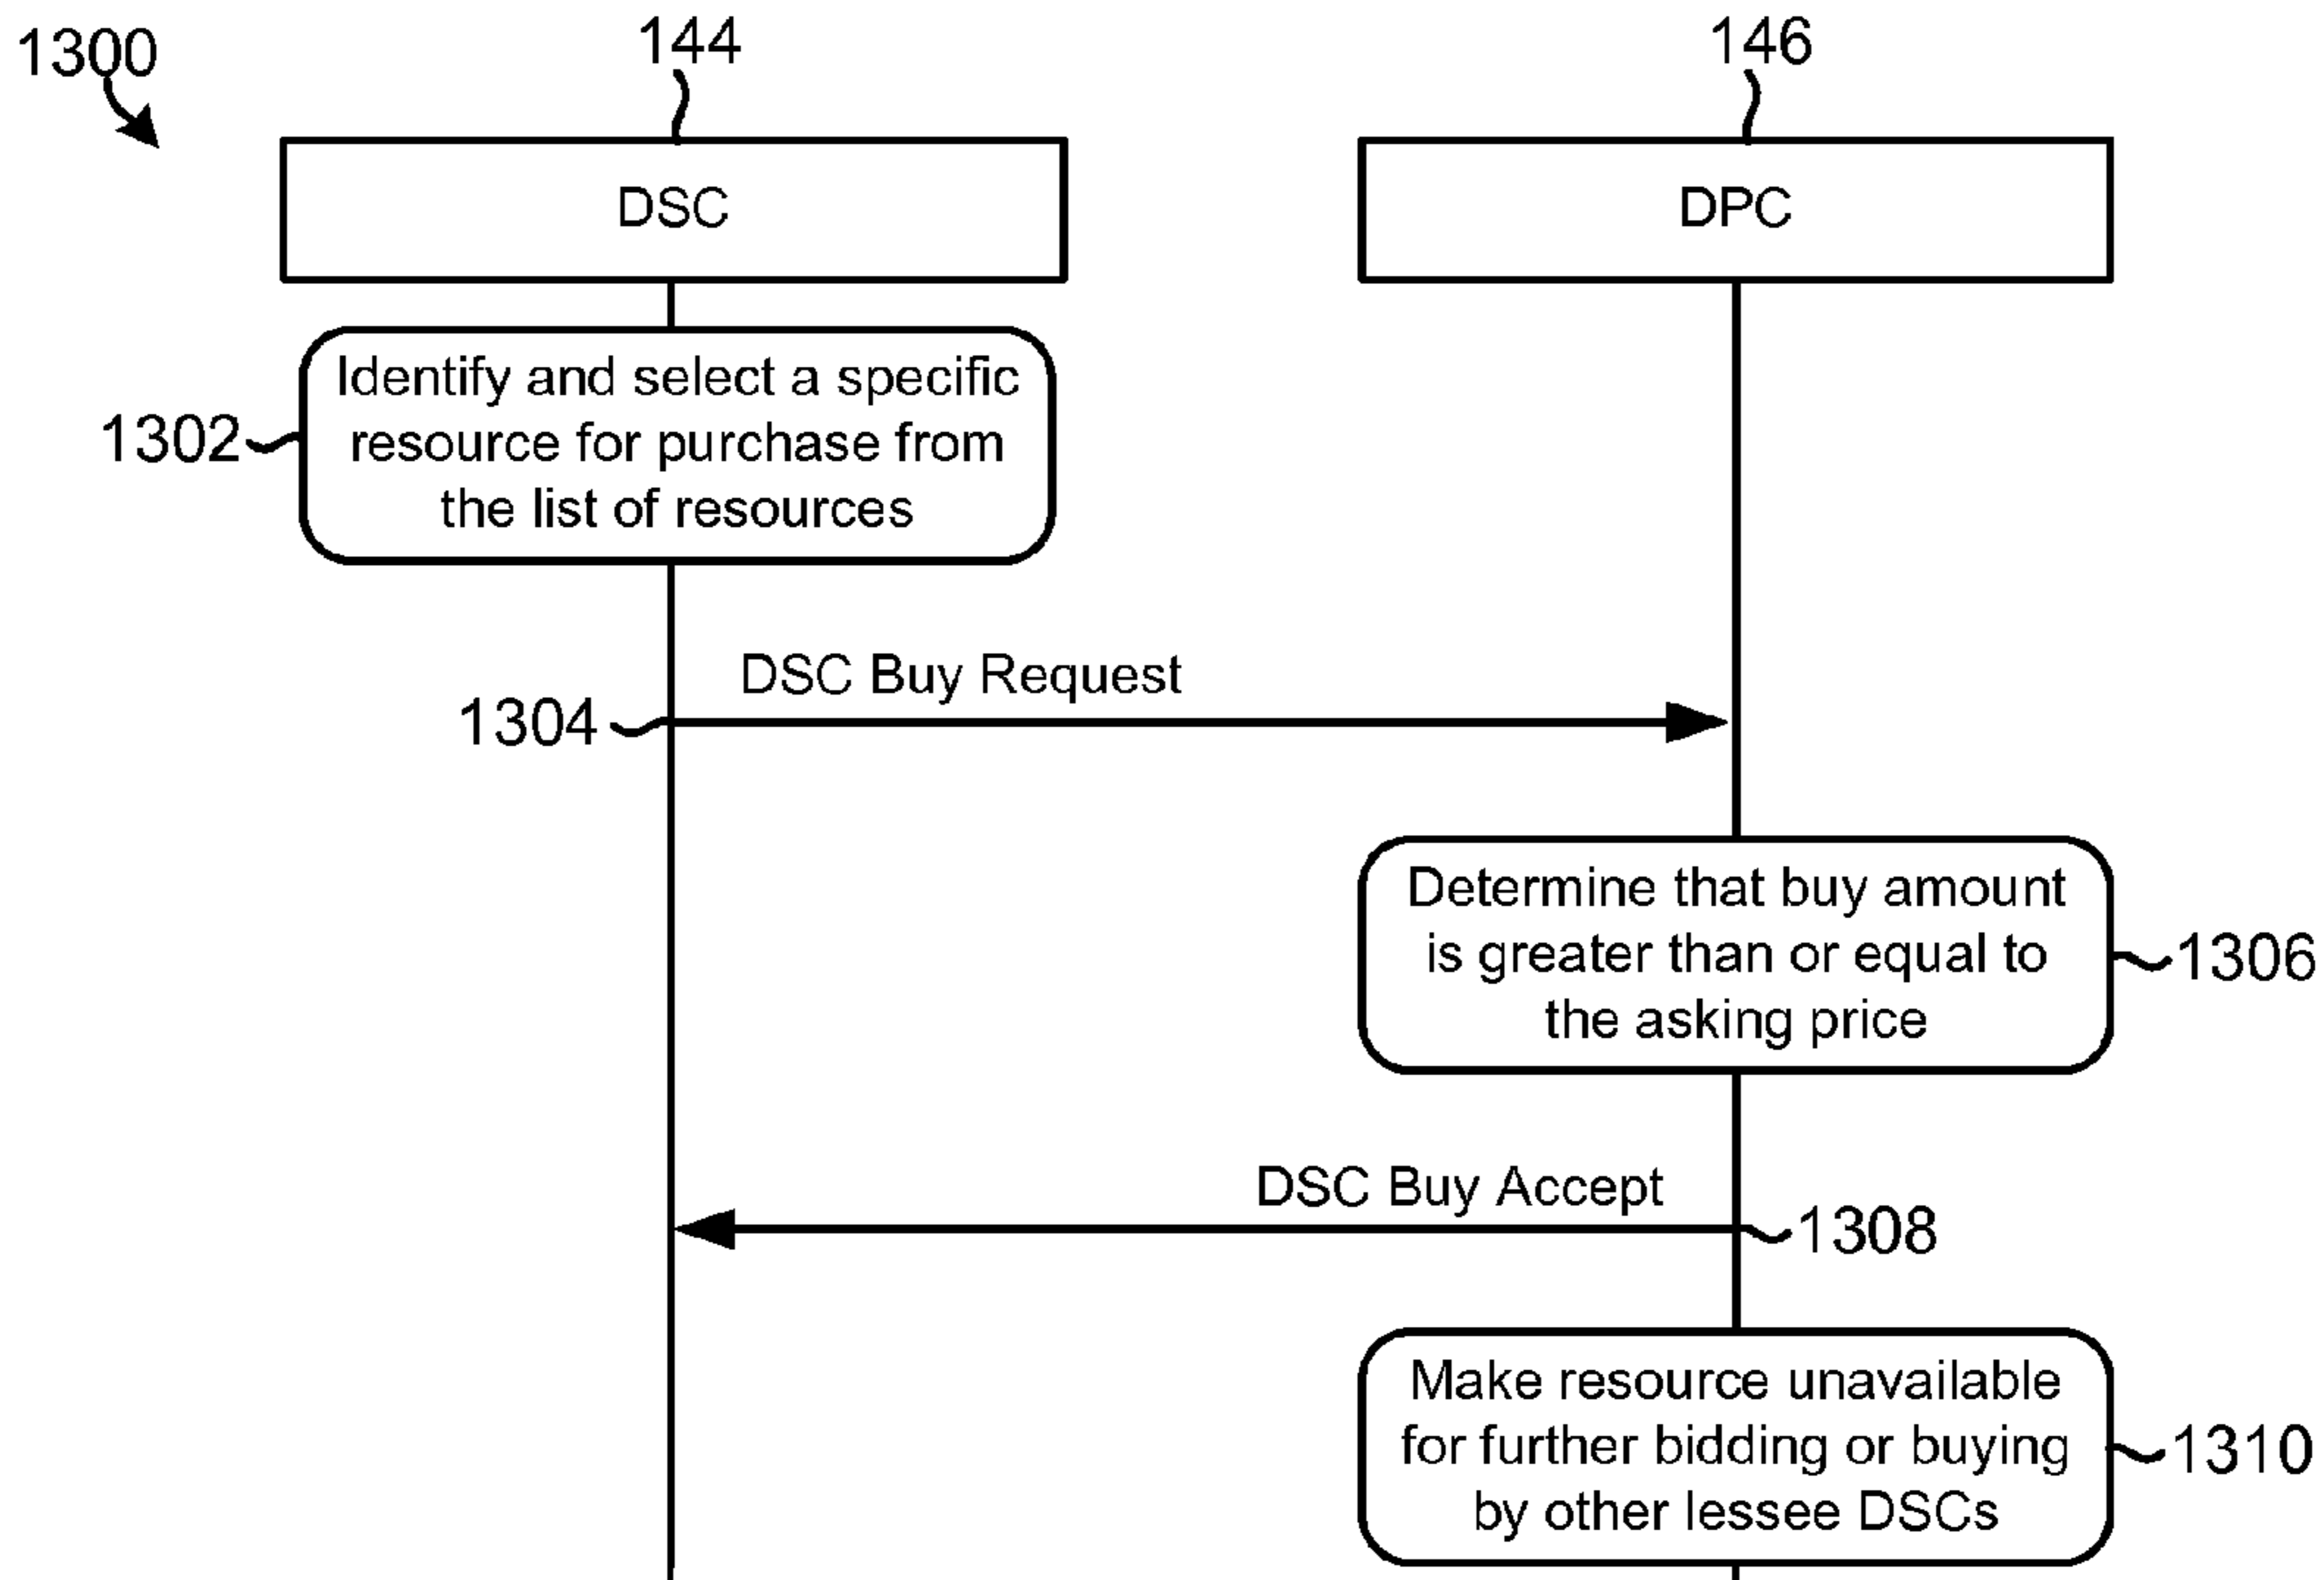 1300
144
146
DSC
DPC
Identify and select a specific
resource for purchase from
the list of resources
1302
DSC Buy Request
1304
Determine that buy amount
is greater than or equal to
the asking price
1306
DSC Buy Accept
1308
Make resource unavailable
for further bidding or buying
by other lessee DSCs
1310